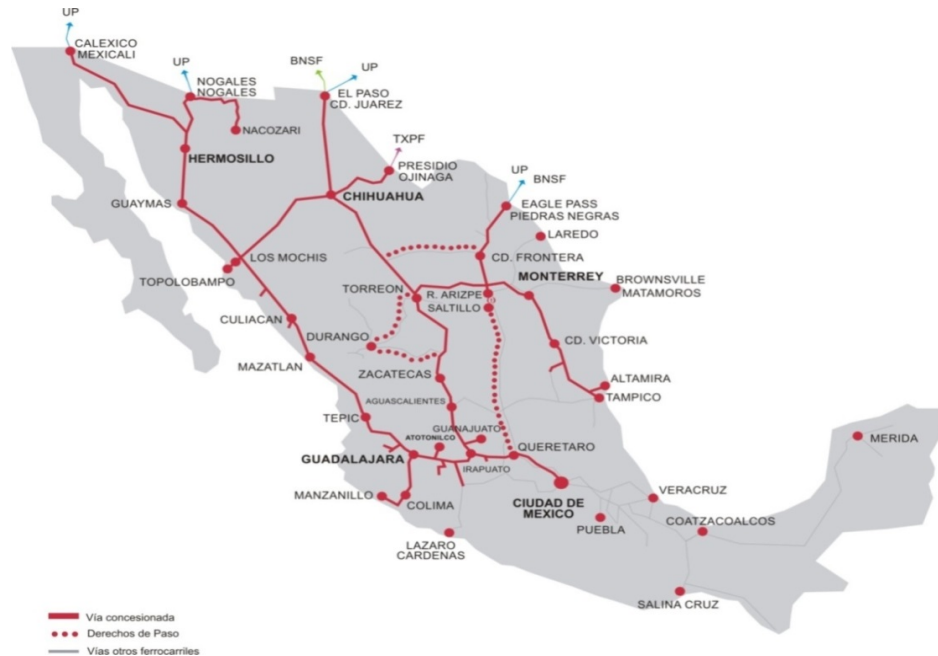 UP
CALEXICO
MEXICALI
UP
NOGALES
NOGALES
NACOZARI
BNSF
UP
EL PASO
CD. JUAREZ
TXPF
PRESIDIO
OJINAGA
HERMOSILLO
CHIHUAHUA
UP
BNSF
EAGLE PASS
PIEDRAS NEGRAS
GUAYMAS
LAREDO
LOS MOCHIS
TOPOLOBAMPO
CD. FRONTERA
MONTERREY
BROWNSVILLE
MATAMOROS
TORREON
R. ARIZPE
SALTILLO
CULIACAN
DURANGO
CD. VICTORIA
MAZATLAN
ZACATECAS
ALTAMIRA
TAMPICO
AGUASCALIENTES
TEPIC
GUANAJUATO
ATOTONILCO
QUERETARO
MERIDA
GUADALAJARA
IRAPUATO
MANZANILLO
COLIMA
CIUDAD DE
MEXICO
VERACRUZ
PUEBLA
COATZACOALCOS
LAZARO
CARDENAS
SALINA CRUZ
Vía concesionada
Derechos de Paso
Vías otros ferrocarriles